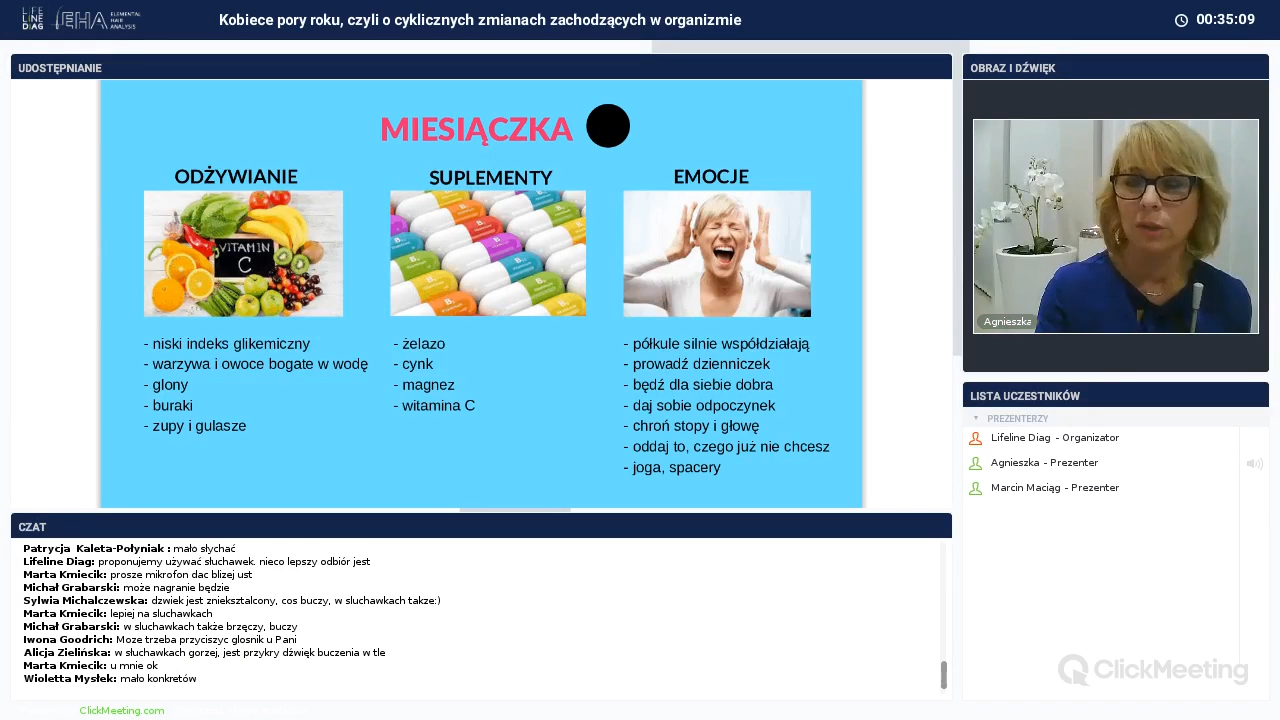 LIFE
LINE
DIAG
EHA
ELEMENTAL
HAIR
ANALYSIS
Kobiece pory roku, czyli o cyklicznych zmianach zachodzących w organizmie
00:35:09
UDOSTĘPNIANIE
MIESIĄCZKA
ODŻYWIANIE
SUPLEMENTY
EMOCJE
VITAMIN
C
- niski indeks glikemiczny
- warzywa i owoce bogate w wodę
- glony
- buraki
- zupy i gulasze
- żelazo
- cynk
- magnez
- witamina C
- półkule silnie współdziałają
- prowadź dzienniczek
- bądź dla siebie dobra
- daj sobie odpoczynek
- chroń stopy i głowę
- oddaj to, czego już nie chcesz
- joga, spacery
OBRAZ I DŹWIĘK
Agnieszka
LISTA UCZESTNIKÓW
PREZENTERZY
Lifeline Diag - Organizator
Agnieszka - Prezenter
Marcin Maciąg - Prezenter
CZAT
Patrycja Kaleta-Połyniak : mało słychać
Lifeline Diag: proponujemy używać słuchawek. nieco lepszy odbiór jest
Marta Kmiecik: prosze mikrofon dac blizej ust
Michał Grabarski: może nagranie będzie
Sylwia Michalczewska: dzwiek jest znieksztalcony, cos buczy, w sluchawkach takze:)
Marta Kmiecik: lepiej na sluchawkach
Michał Grabarski: w słuchawkach także brzęczy, buczy
Iwona Goodrich: Moze trzeba przyciszyc glosnik u Pani
Alicja Zielińska: w słuchawkach gorzej, jest przykry dźwięk buczenia w tle
Marta Kmiecik: u mnie ok
Wioletta Mysłek: mało konkretów
ClickMeeting
ClickMeeting.com